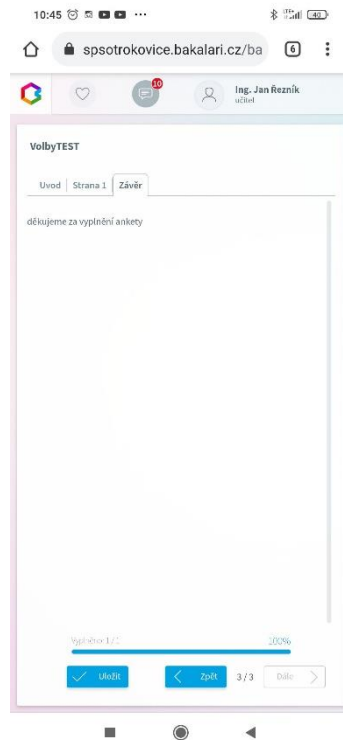 10:45
40
spsotrokovice.bakalari.cz/ba
6
10
Ing. Jan Řezník
učitel
VolbyTEST
Uvod
Strana 1
Závěr
děkujeme za vyplnění ankety
100%
Uložit
Zpět
3/3
Dále